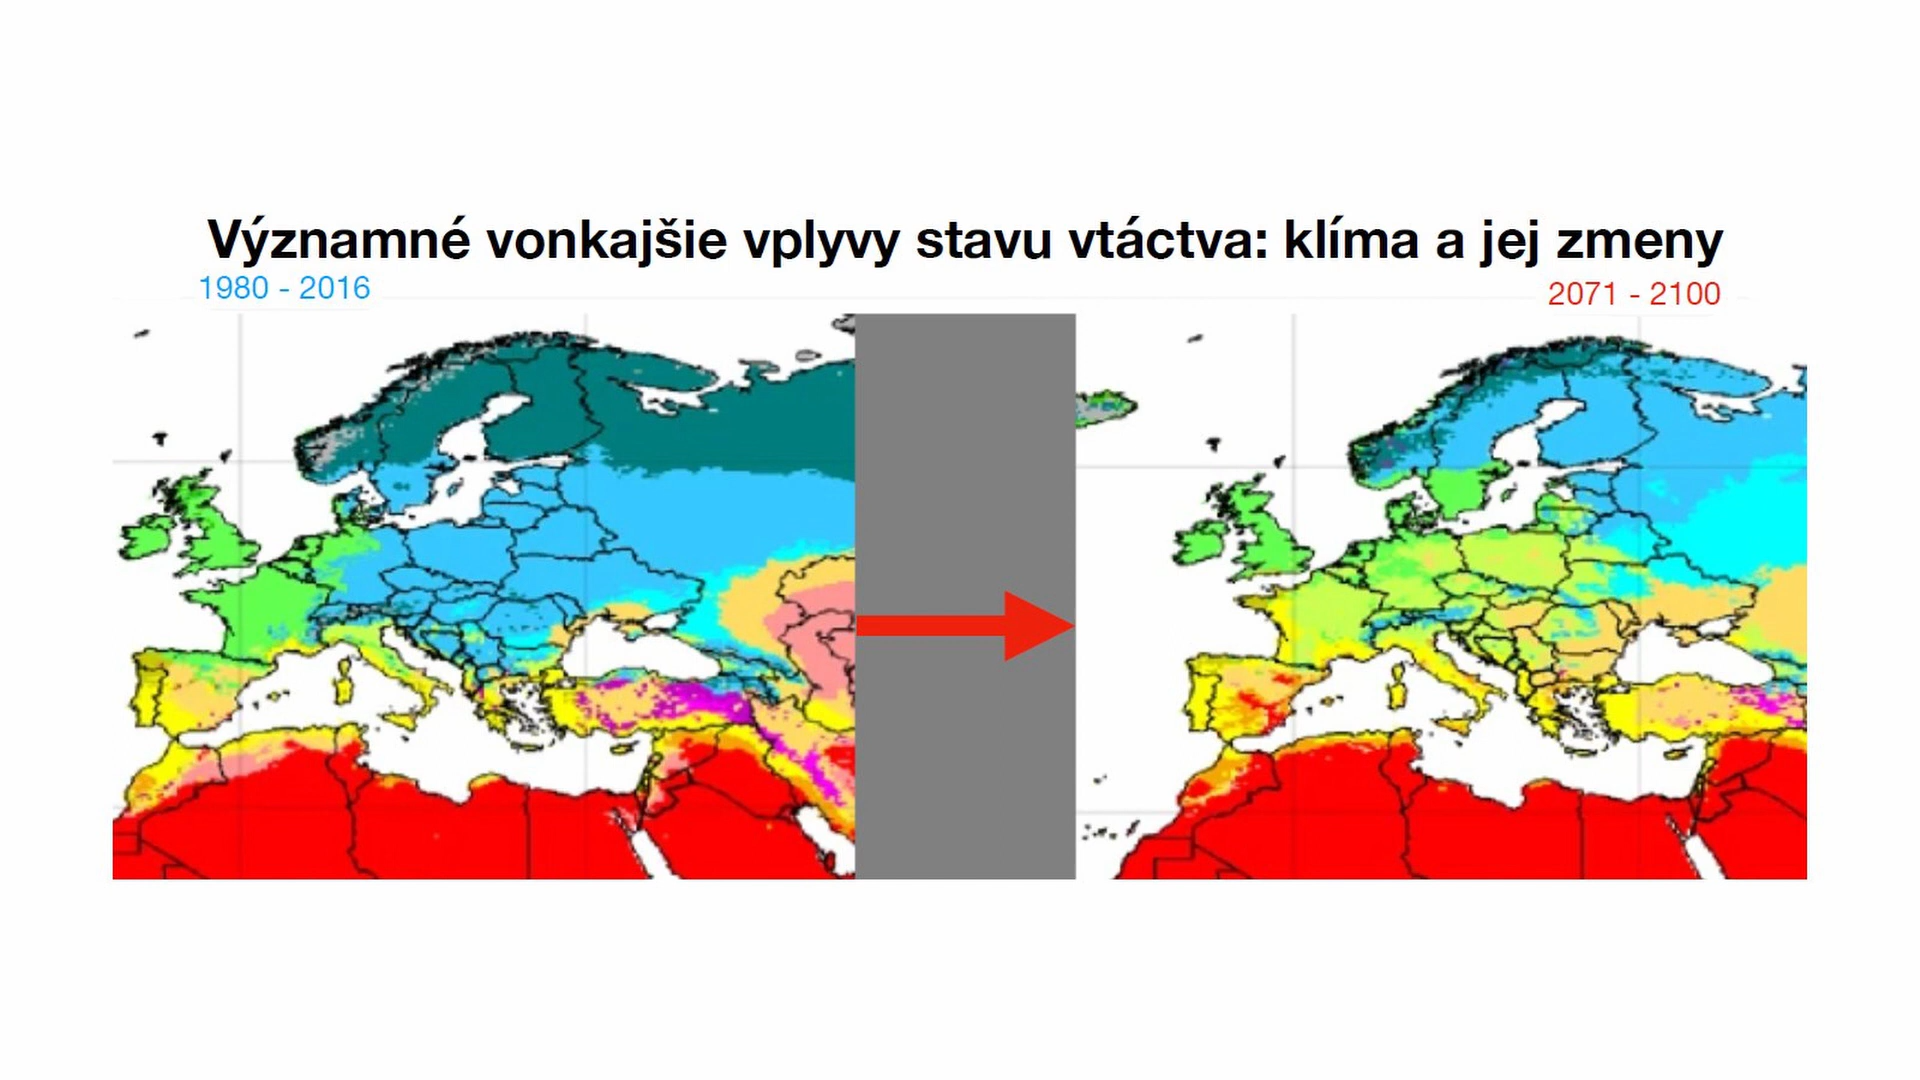 Významné vonkajšie vplyvy stavu vtáctva: klíma a jej zmeny
1980 - 2016
2071 - 2100